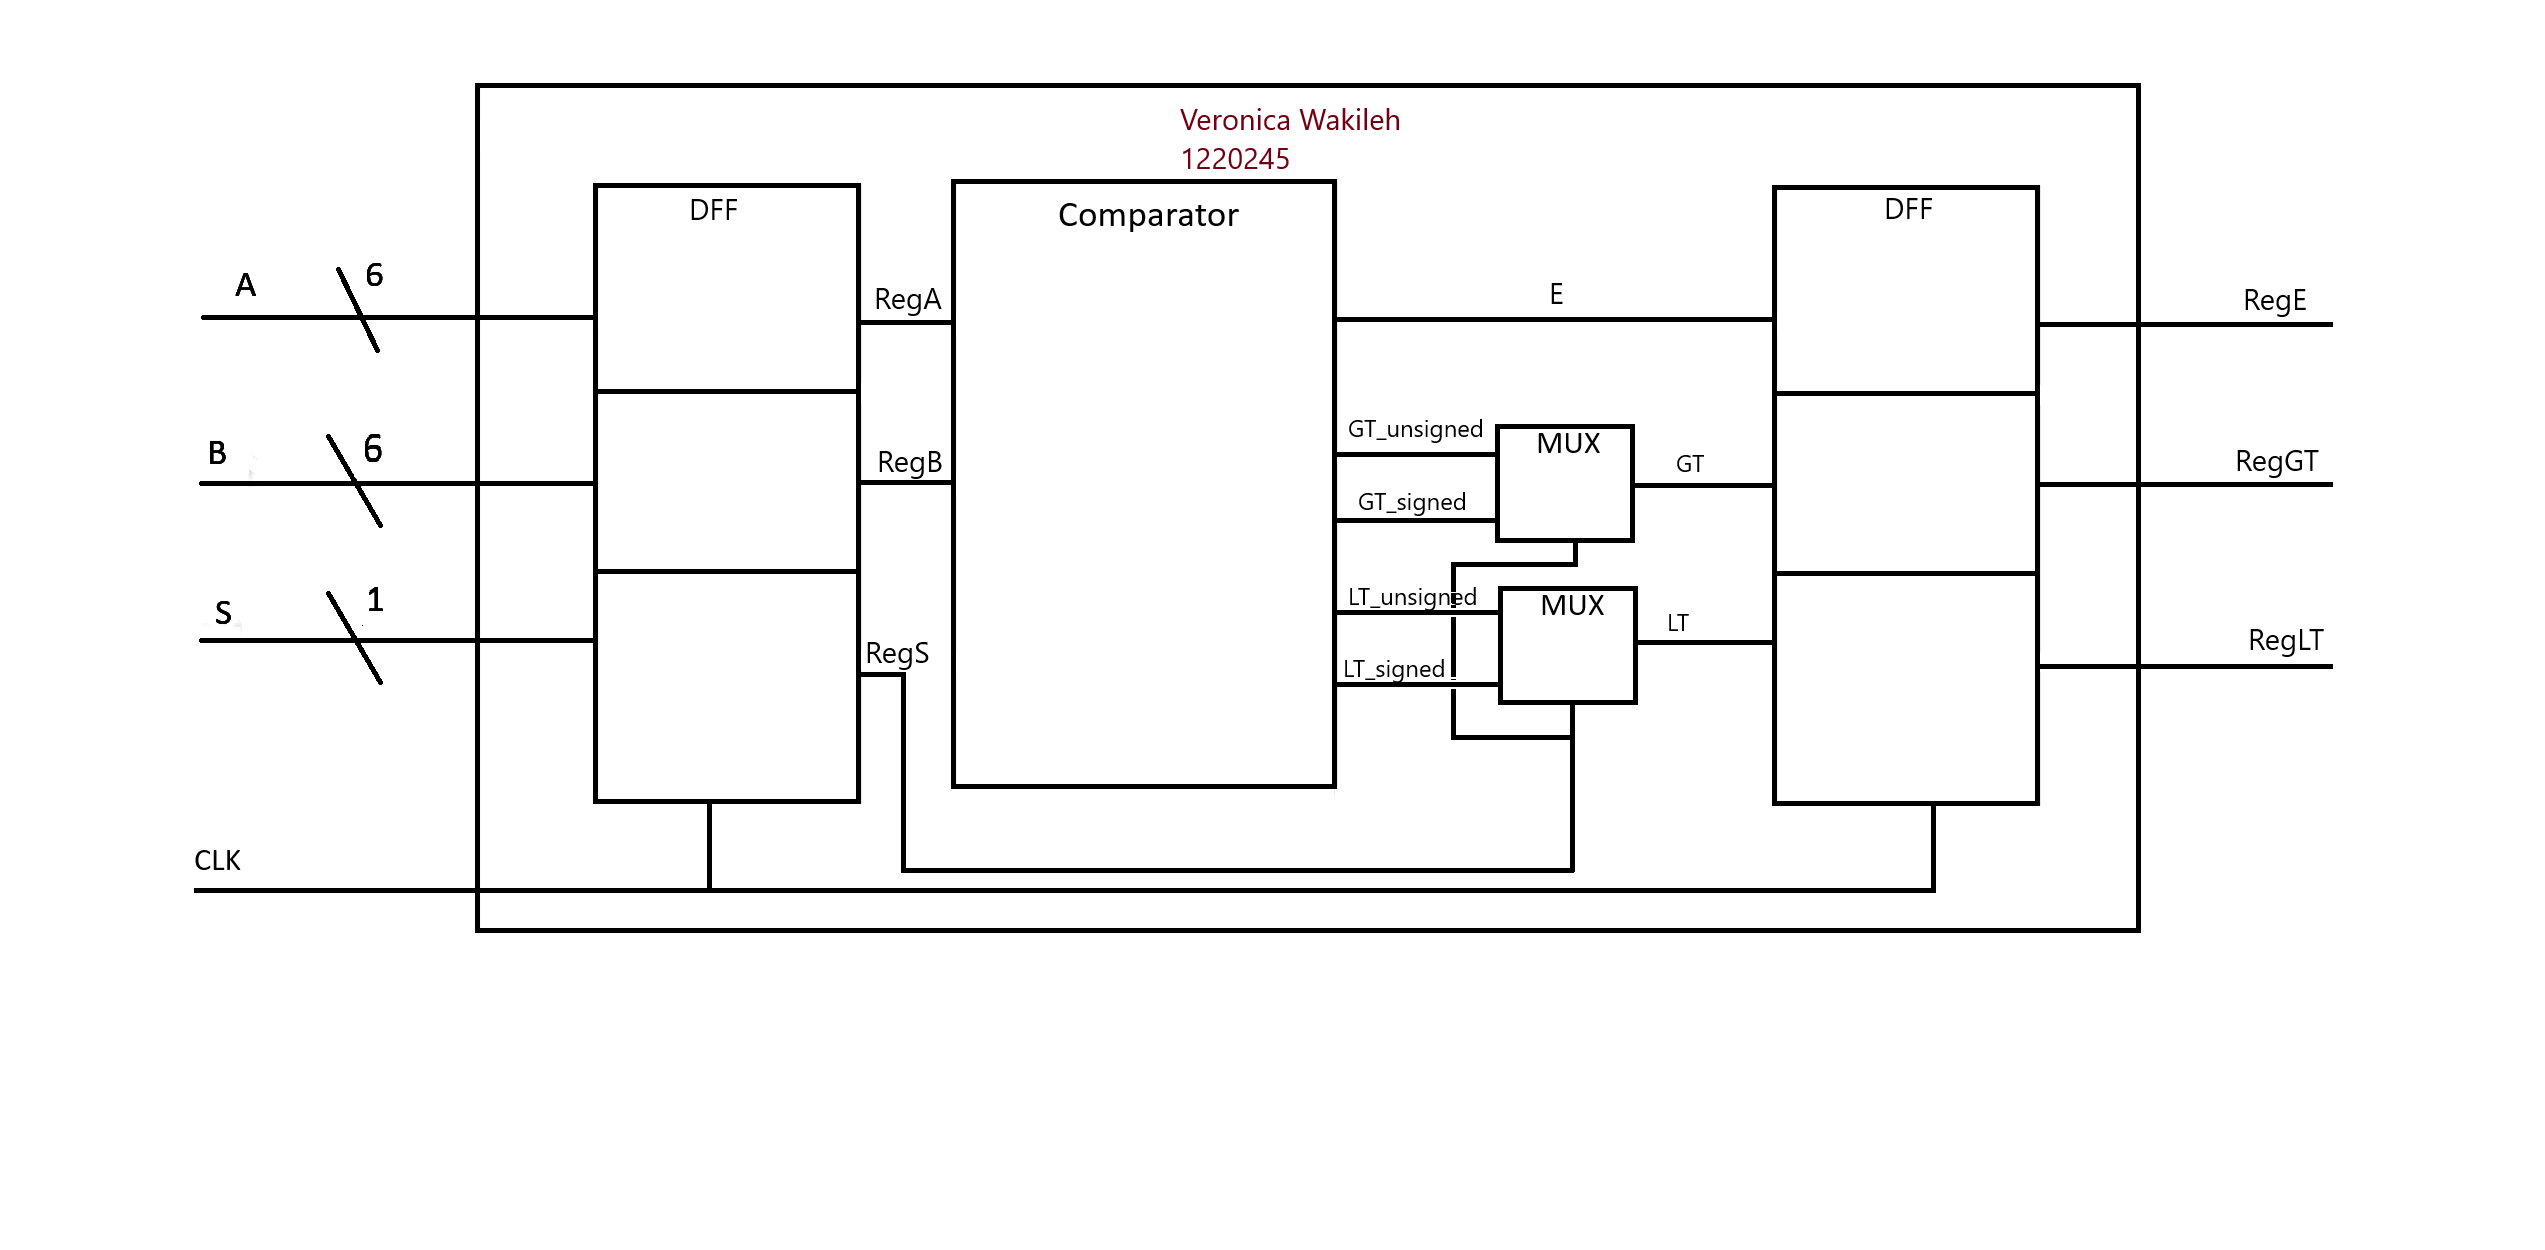 Veronica Wakileh
1220245
DFF
Comparator
DFF
A
6
RegA
E
RegE
B
6
RegB
GT_unsigned
MUX
GT_signed
GT
RegGT
S
1
RegS
LT_unsigned
MUX
LT_signed
LT
RegLT
CLK